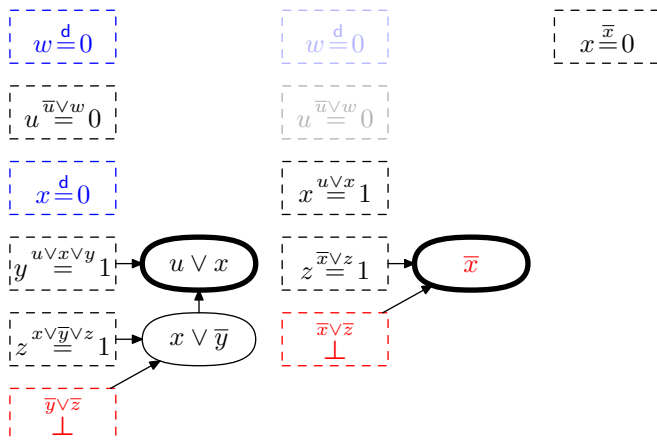 w =ᵈ 0
u =^{u̅∨w} 0
x =ᵈ 0
y =^{u∨x∨y} 1
u ∨ x
z =^{x∨y̅∨z} 1
x ∨ y̅
y̅∨z̅
⊥
w =ᵈ 0
u =^{u̅∨w} 0
x =^{u∨x} 1
z =^{x̅∨z} 1
x̅
x̅∨z̅
⊥
x =^{x̅} 0